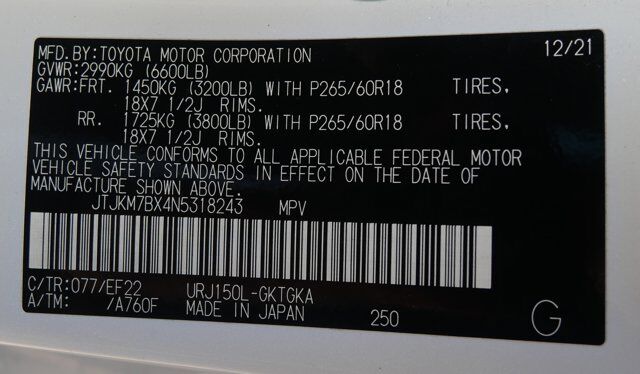 MFD.BY:TOYOTA MOTOR CORPORATION 12/21
GVWR:2990KG (6600LB)
GAWR:FRT. 1450KG (3200LB) WITH P265/60R18 TIRES,
18X7 1/2J RIMS.
RR. 1725KG (3800LB) WITH P265/60R18 TIRES,
18X7 1/2J RIMS.
THIS VEHICLE CONFORMS TO ALL APPLICABLE FEDERAL MOTOR
VEHICLE SAFETY STANDARDS IN EFFECT ON THE DATE OF
MANUFACTURE SHOWN ABOVE.
JTJKM7BX4N5318243 MPV
C/TR:077/EF22 URJ150L-GKTGKA
A/TM: /A760F MADE IN JAPAN 250 G